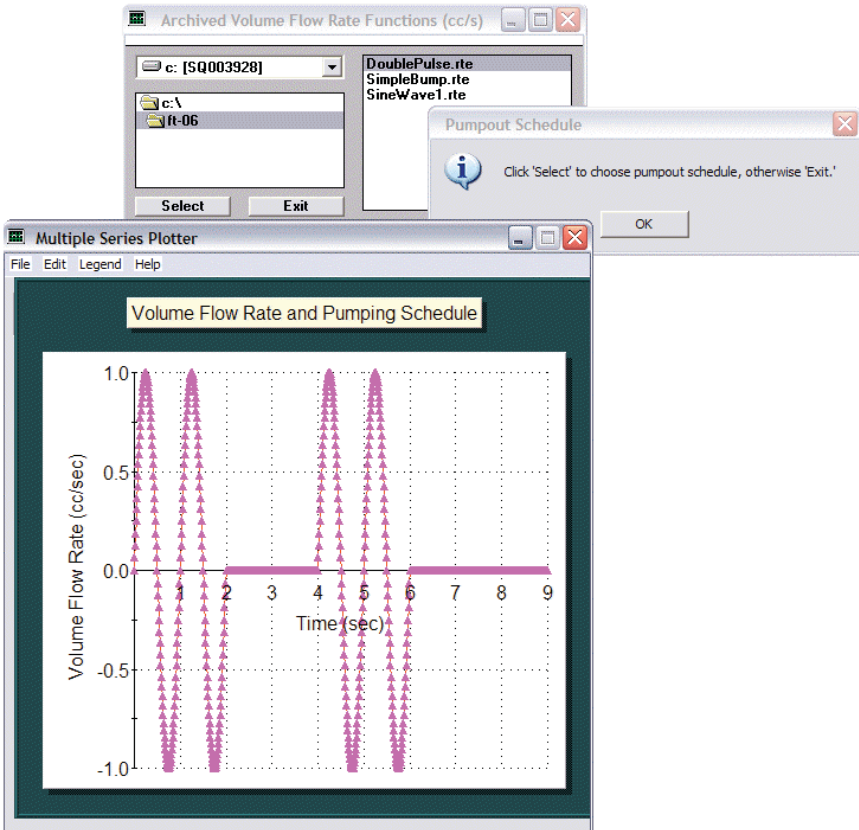 Archived Volume Flow Rate Functions (cc/s)
c: [SQ003928]
c:\
ft-06
Select
Exit
DoublePulse.rte
SimpleBump.rte
SineWave1.rte
Pumpout Schedule
Click 'Select' to choose pumpout schedule, otherwise 'Exit.'
OK
Multiple Series Plotter
File Edit Legend Help
Volume Flow Rate and Pumping Schedule
Volume Flow Rate (cc/sec)
1.0
0.5
0.0
-0.5
-1.0
1 2 3 4 5 6 7 8 9
Time (sec)